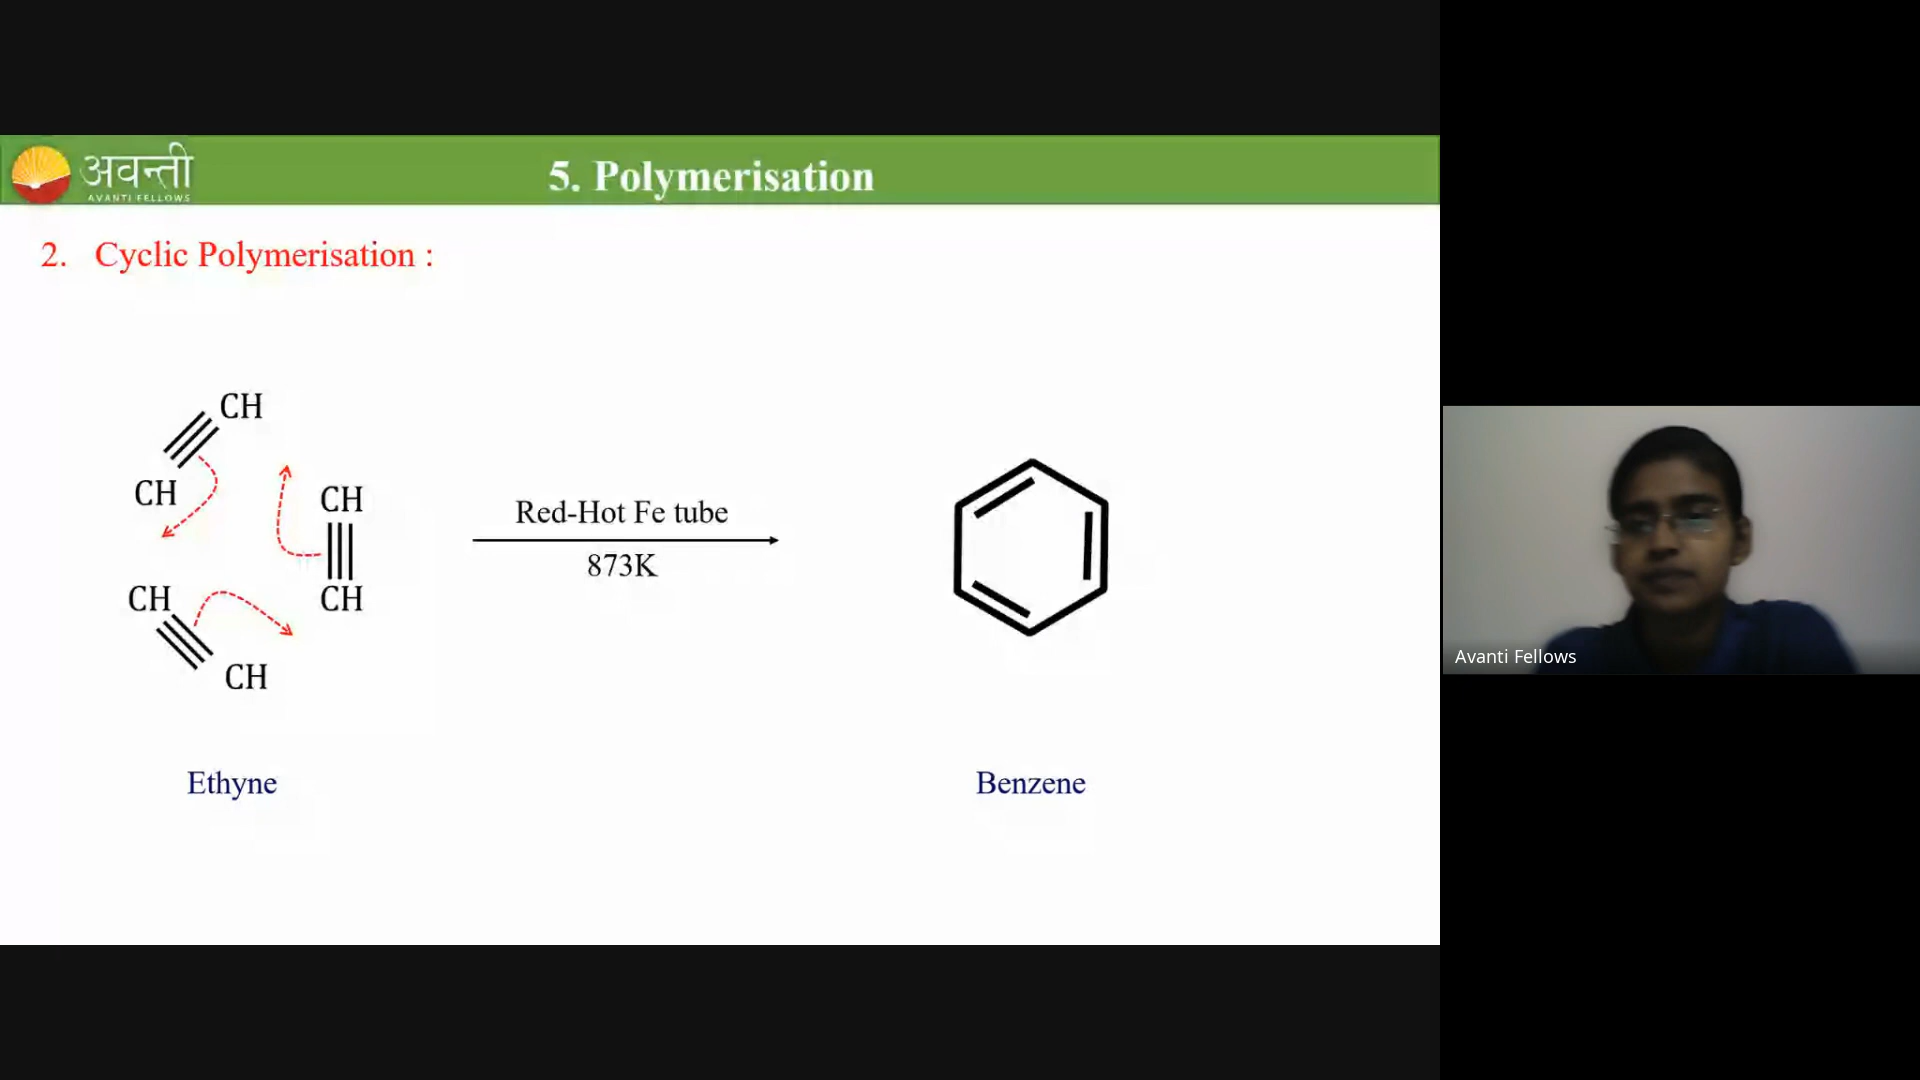 अवन्ती
AVANTI FELLOWS
5. Polymerisation
2. Cyclic Polymerisation :
CH
CH
CH
CH
CH
CH
Red-Hot Fe tube
873K
Ethyne
Benzene
Avanti Fellows